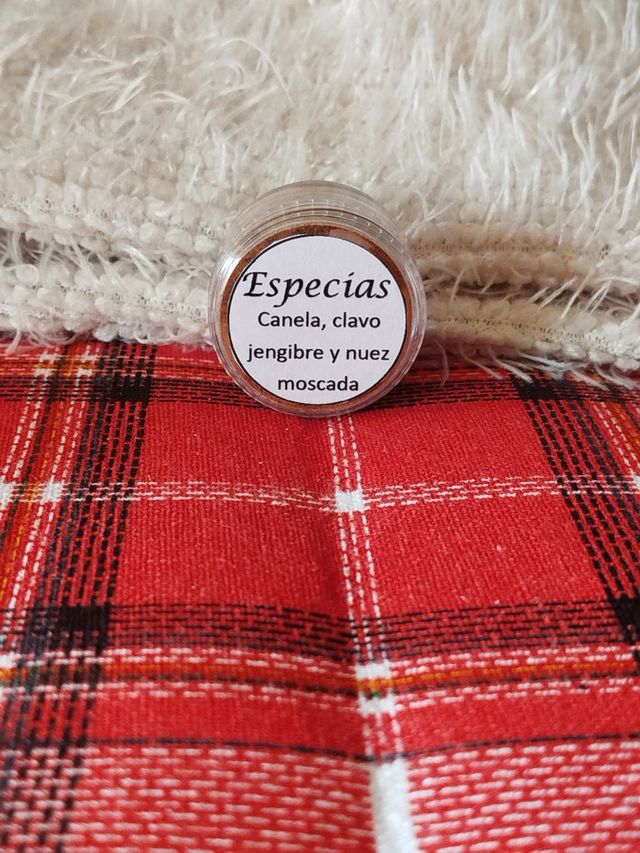 Especias
Canela, clavo
jengibre y nuez
moscada